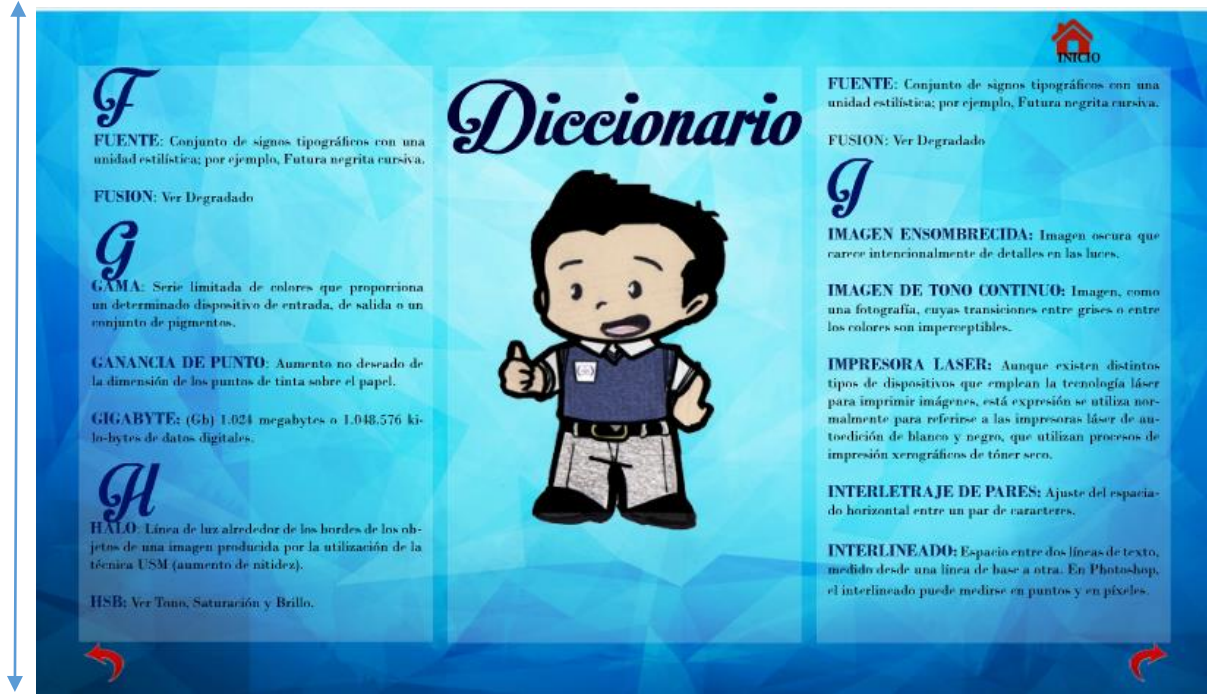 INICIO
F
FUENTE: Conjunto de signos tipográficos con una
unidad estilística; por ejemplo, Futura negrita cursiva.
FUSION: Ver Degradado
G
GAMA: Serie limitada de colores que proporciona
un determinado dispositivo de entrada, de salida o un
conjunto de pigmentos.
GANANCIA DE PUNTO: Aumento no deseado de
la dimensión de los puntos de tinta sobre el papel.
GIGABYTE: (Gb) 1.024 megabytes o 1.048.576 ki-
lo-bytes de datos digitales.
H
HALO: Línea de luz alrededor de los bordes de los ob-
jetos de una imagen producida por la utilización de la
técnica USM (aumento de nitidez).
HSB: Ver Tono, Saturación y Brillo.
Diccionario
FUENTE: Conjunto de signos tipográficos con una
unidad estilística; por ejemplo, Futura negrita cursiva.
FUSION: Ver Degradado
I
IMAGEN ENSOMBRECIDA: Imagen oscura que
carece intencionalmente de detalles en las luces.
IMAGEN DE TONO CONTINUO: Imagen, como
una fotografía, cuyas transiciones entre grises o entre
los colores son imperceptibles.
IMPRESORA LASER: Aunque existen distintos
tipos de dispositivos que emplean la tecnología láser
para imprimir imágenes, está expresión se utiliza nor-
malmente para referirse a las impresoras láser de au-
toedición de blanco y negro, que utilizan procesos de
impresión xerográficos de tóner seco.
INTERLETRAJE DE PARES: Ajuste del espacia-
do horizontal entre un par de caracteres.
INTERLINEADO: Espacio entre dos líneas de texto,
medido desde una línea de base a otra. En Photoshop,
el interlineado puede medirse en puntos y en píxeles.